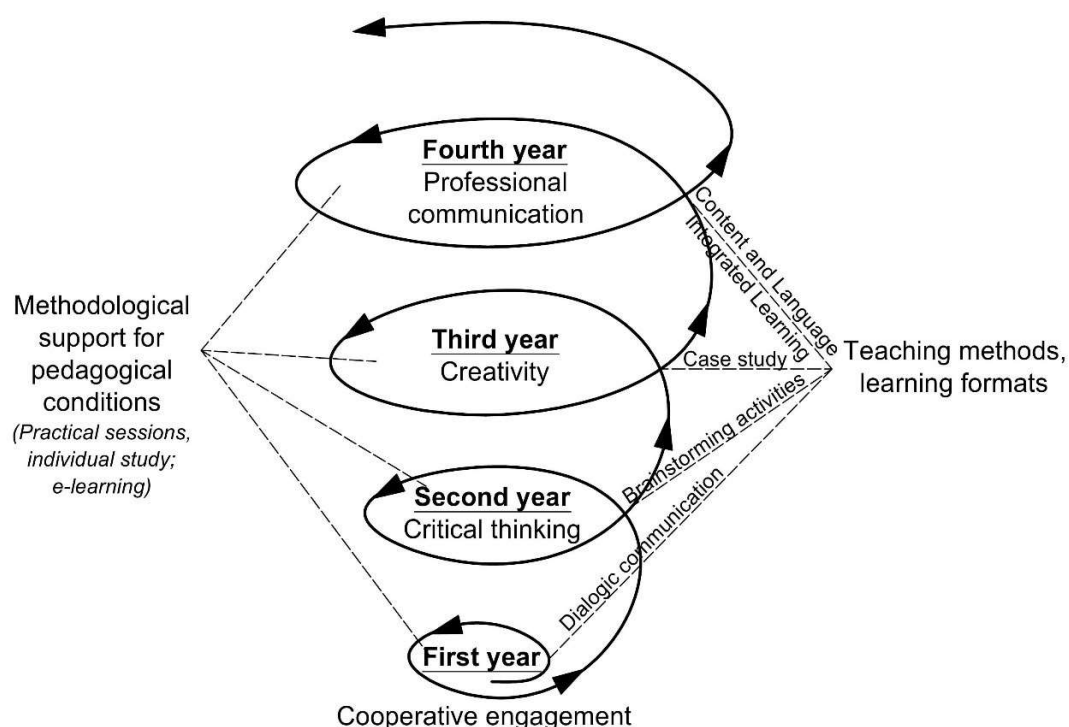 Fourth year
Professional
communication
Content and Language
Integrated Learning
Methodological
support for
pedagogical
conditions
(Practical sessions,
individual study;
e-learning)
Third year
Creativity
Case study
Teaching methods,
learning formats
Brainstorming activities
Second year
Critical thinking
Dialogic communication
First year
Cooperative engagement